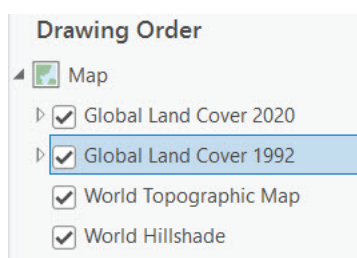 Drawing Order
Map
Global Land Cover 2020
Global Land Cover 1992
World Topographic Map
World Hillshade